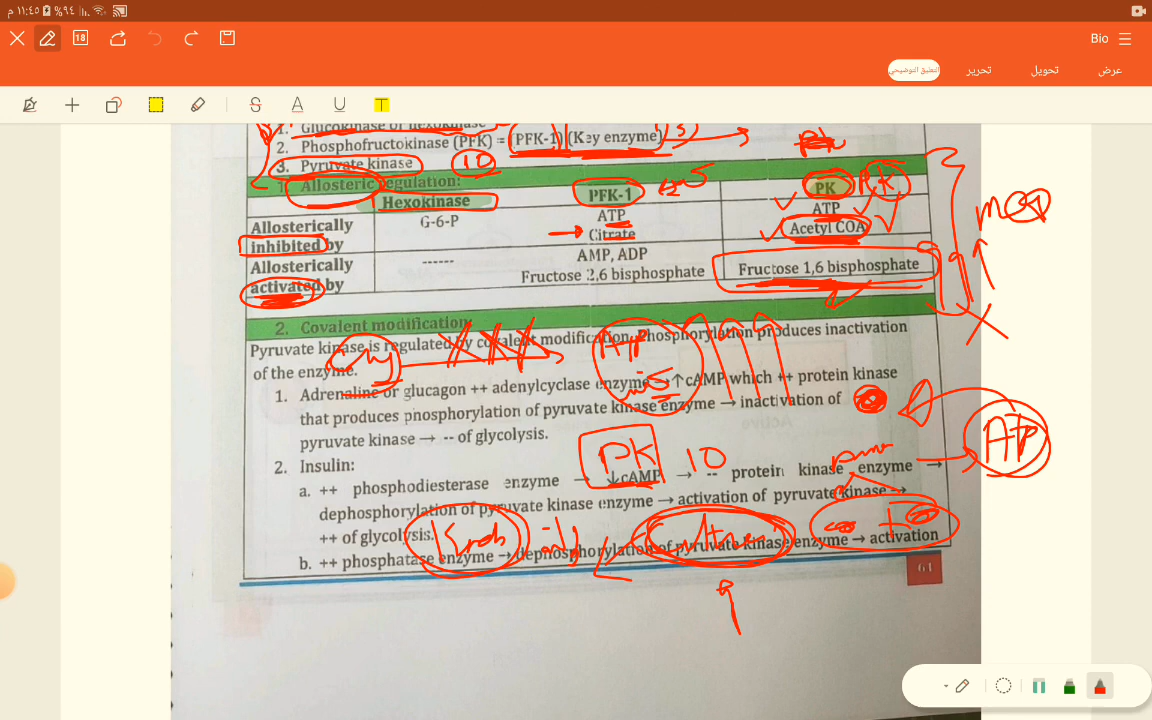 م ١١:٤٥ ٩٤%
18
Bio
عرض
تحويل
تحرير
التعليق التوضيحي
1. Glucokinase or hexokinase
2. Phosphofructokinase (PFK) = (PFK-1) (Key enzyme) 3
3. Pyruvate kinase 10
Allosteric regulation:
Hexokinase PFK-1 PK PK
Allosterically inhibited by G-6-P ATP Citrate ATP Acetyl COA
Allosterically activated by ------ AMP, ADP Fructose 2,6 bisphosphate Fructose 1,6 bisphosphate
MCQ
2. Covalent modification:
Pyruvate kinase is regulated by covalent modification. Phosphorylation produces inactivation
of the enzyme.
1. Adrenaline or glucagon ++ adenylcyclase enzyme → ↑cAMP which ++ protein kinase
that produces phosphorylation of pyruvate kinase enzyme → inactivation of
pyruvate kinase → -- of glycolysis.
ATP
PK 10
2. Insulin:
a. ++ phosphodiesterase enzyme → ↓cAMP → -- protein kinase enzyme →
dephosphorylation of pyruvate kinase enzyme → activation of pyruvate kinase →
++ of glycolysis.
Kreb
b. ++ phosphatase enzyme → dephosphorylation of pyruvate kinase enzyme → activation
61